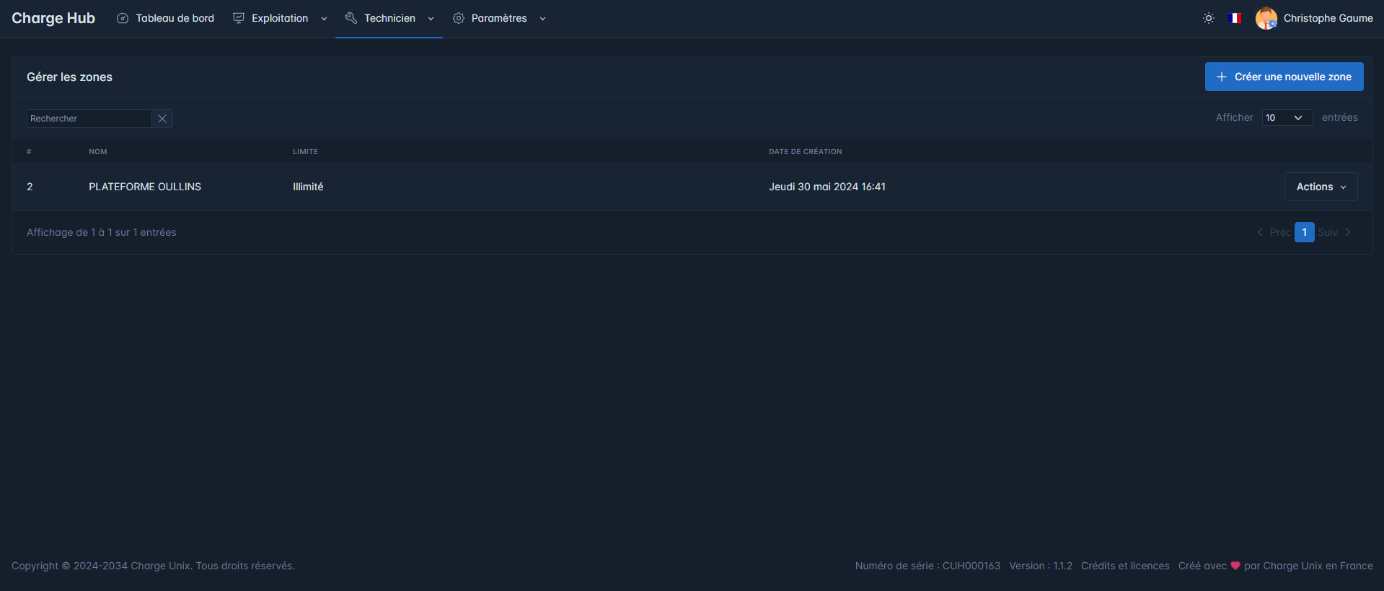 Charge Hub Tableau de bord Exploitation Technicien Paramètres Christophe Gaume
Gérer les zones Créer une nouvelle zone
Rechercher Afficher 10 entrées
# NOM LIMITE DATE DE CRÉATION
2 PLATEFORME OULLINS Illimité Jeudi 30 mai 2024 16:41 Actions
Affichage de 1 à 1 sur 1 entrées Préc 1 Suiv
Copyright © 2024-2034 Charge Unix. Tous droits réservés. Numéro de série : CUH000163 Version : 1.1.2 Crédits et licences Créé avec ❤ par Charge Unix en France